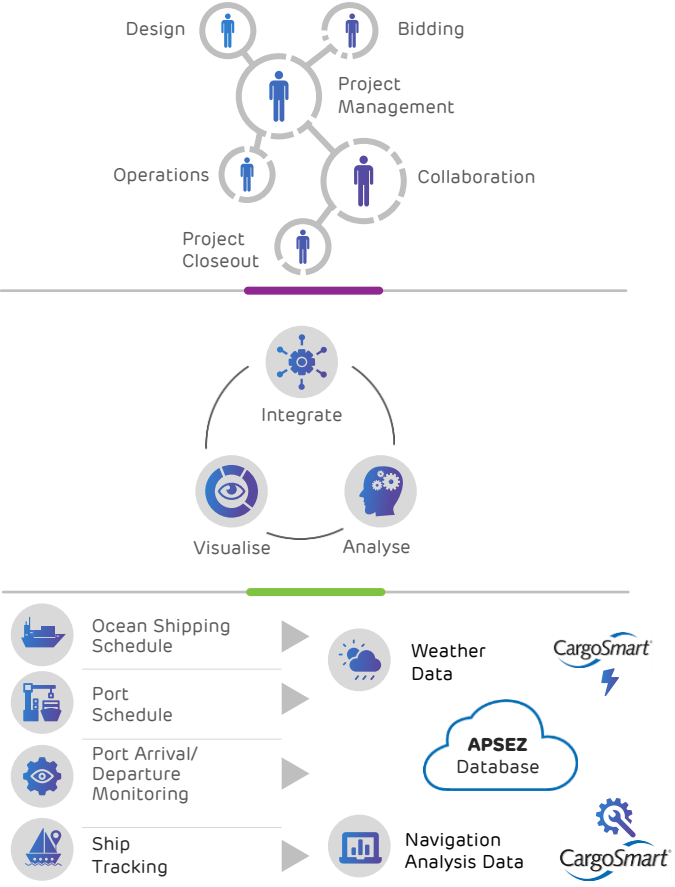 Design
Bidding
Project
Management
Operations
Collaboration
Project
Closeout
Integrate
Visualise
Analyse
Ocean Shipping
Schedule
Port
Schedule
Port Arrival/
Departure
Monitoring
Ship
Tracking
Weather
Data
CargoSmart®
APSEZ
Database
Navigation
Analysis Data
CargoSmart®